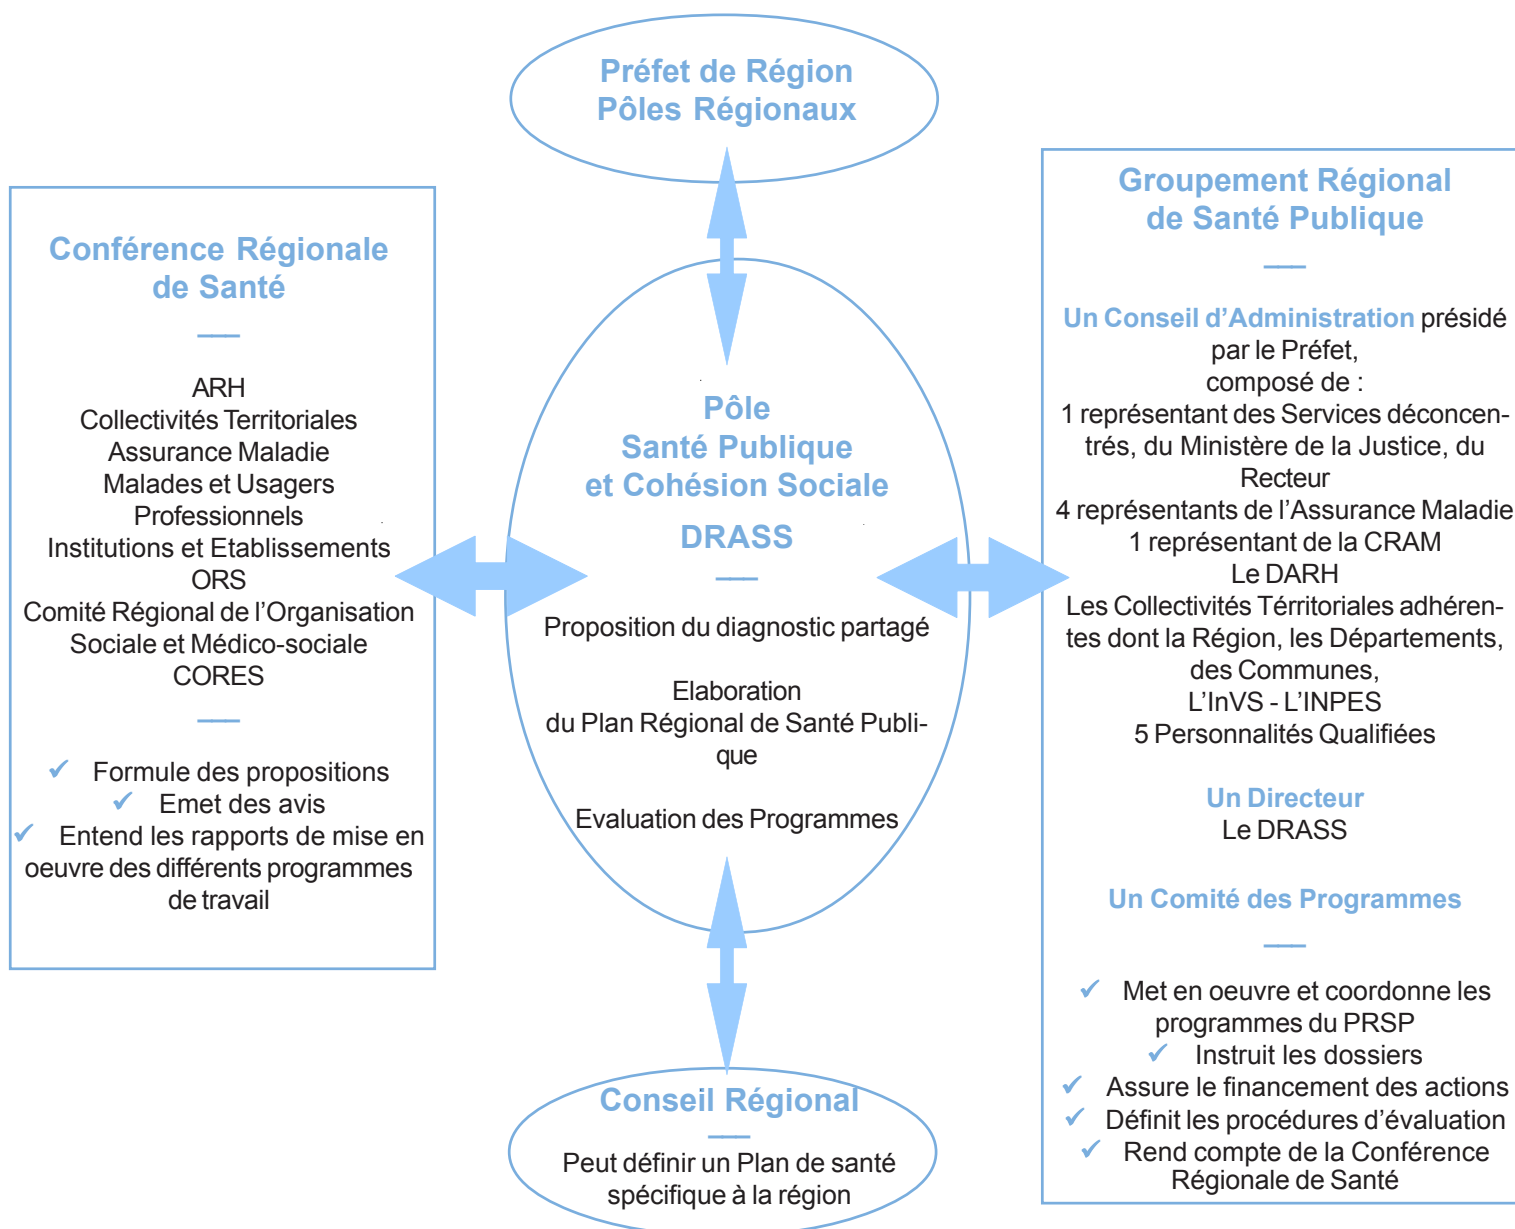 Préfet de Région
Pôles Régionaux
Conférence Régionale
de Santé
ARH
Collectivités Territoriales
Assurance Maladie
Malades et Usagers
Professionnels
Institutions et Etablissements
ORS
Comité Régional de l’Organisation
Sociale et Médico-sociale
CORES
✓ Formule des propositions
✓ Emet des avis
✓ Entend les rapports de mise en
oeuvre des différents programmes
de travail
Pôle
Santé Publique
et Cohésion Sociale
DRASS
Proposition du diagnostic partagé
Elaboration
du Plan Régional de Santé Publi-
que
Evaluation des Programmes
Conseil Régional
Peut définir un Plan de santé
spécifique à la région
Groupement Régional
de Santé Publique
Un Conseil d’Administration présidé
par le Préfet,
composé de :
1 représentant des Services déconcen-
trés, du Ministère de la Justice, du
Recteur
4 représentants de l’Assurance Maladie
1 représentant de la CRAM
Le DARH
Les Collectivités Térritoriales adhéren-
tes dont la Région, les Départements,
des Communes,
L’InVS - L’INPES
5 Personnalités Qualifiées
Un Directeur
Le DRASS
Un Comité des Programmes
✓ Met en oeuvre et coordonne les
programmes du PRSP
✓ Instruit les dossiers
✓ Assure le financement des actions
✓ Définit les procédures d’évaluation
✓ Rend compte de la Conférence
Régionale de Santé